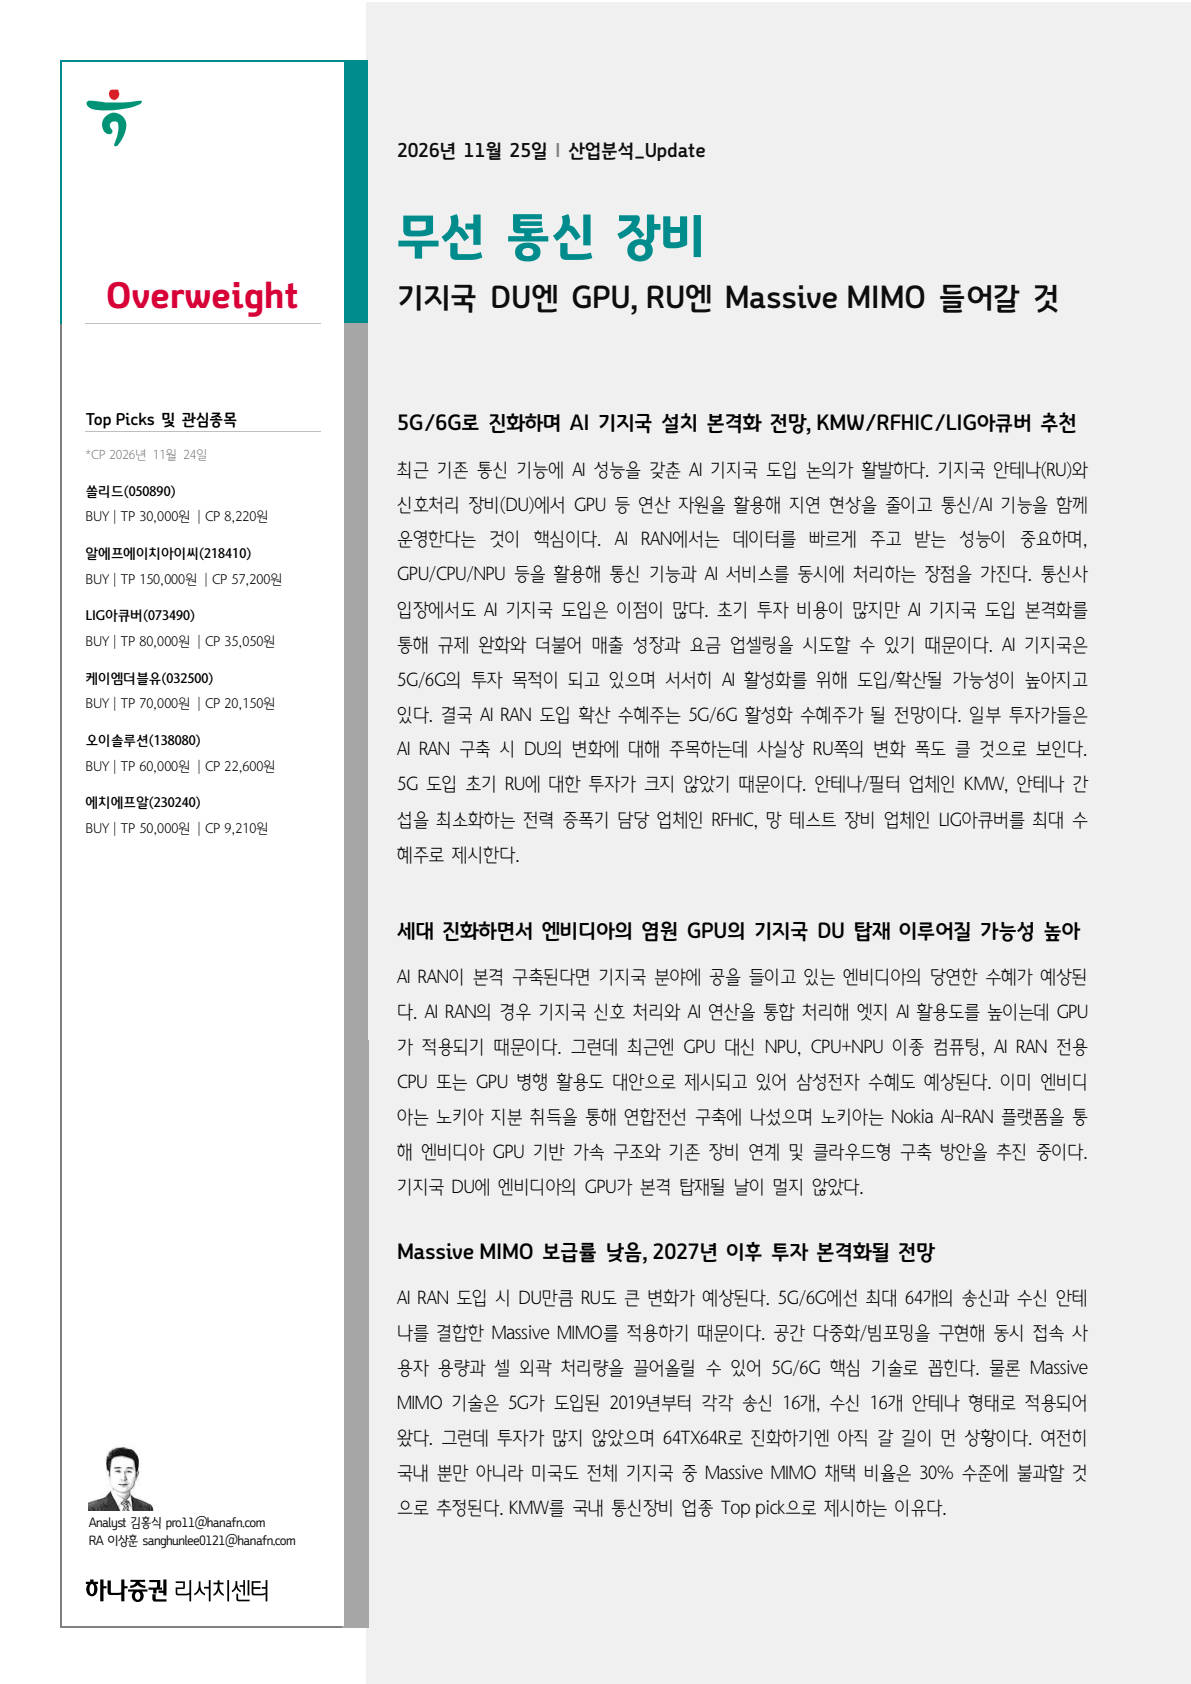 2026년 11월 25일 | 산업분석_Update
무선 통신 장비
기지국 DU엔 GPU, RU엔 Massive MIMO 들어갈 것
Overweight
Top Picks 및 관심종목
*CP 2026년 11월 24일
쏠리드(050890)
BUY | TP 30,000원 | CP 8,220원
알에프에이치아이씨(218410)
BUY | TP 150,000원 | CP 57,200원
LIG아큐버(073490)
BUY | TP 80,000원 | CP 35,050원
케이엠더블유(032500)
BUY | TP 70,000원 | CP 20,150원
오이솔루션(138080)
BUY | TP 60,000원 | CP 22,600원
에치에프알(230240)
BUY | TP 50,000원 | CP 9,210원
Analyst 김홍식 pro11@hanafn.com
RA 이상훈 sanghunlee0121@hanafn.com
하나증권 리서치센터
5G/6G로 진화하며 AI 기지국 설치 본격화 전망, KMW/RFHIC/LIG아큐버 추천
최근 기존 통신 기능에 AI 성능을 갖춘 AI 기지국 도입 논의가 활발하다. 기지국 안테나(RU)와
신호처리 장비(DU)에서 GPU 등 연산 자원을 활용해 지연 현상을 줄이고 통신/AI 기능을 함께
운영한다는 것이 핵심이다. AI RAN에서는 데이터를 빠르게 주고 받는 성능이 중요하며,
GPU/CPU/NPU 등을 활용해 통신 기능과 AI 서비스를 동시에 처리하는 장점을 가진다. 통신사
입장에서도 AI 기지국 도입은 이점이 많다. 초기 투자 비용이 많지만 AI 기지국 도입 본격화를
통해 규제 완화와 더불어 매출 성장과 요금 업셀링을 시도할 수 있기 때문이다. AI 기지국은
5G/6G의 투자 목적이 되고 있으며 서서히 AI 활성화를 위해 도입/확산될 가능성이 높아지고
있다. 결국 AI RAN 도입 확산 수혜주는 5G/6G 활성화 수혜주가 될 전망이다. 일부 투자가들은
AI RAN 구축 시 DU의 변화에 대해 주목하는데 사실상 RU쪽의 변화 폭도 클 것으로 보인다.
5G 도입 초기 RU에 대한 투자가 크지 않았기 때문이다. 안테나/필터 업체인 KMW, 안테나 간
섭을 최소화하는 전력 증폭기 담당 업체인 RFHIC, 망 테스트 장비 업체인 LIG아큐버를 최대 수
혜주로 제시한다.
세대 진화하면서 엔비디아의 염원 GPU의 기지국 DU 탑재 이루어질 가능성 높아
AI RAN이 본격 구축된다면 기지국 분야에 공을 들이고 있는 엔비디아의 당연한 수혜가 예상된
다. AI RAN의 경우 기지국 신호 처리와 AI 연산을 통합 처리해 엣지 AI 활용도를 높이는데 GPU
가 적용되기 때문이다. 그런데 최근엔 GPU 대신 NPU, CPU+NPU 이종 컴퓨팅, AI RAN 전용
CPU 또는 GPU 병행 활용도 대안으로 제시되고 있어 삼성전자 수혜도 예상된다. 이미 엔비디
아는 노키아 지분 취득을 통해 연합전선 구축에 나섰으며 노키아는 Nokia AI-RAN 플랫폼을 통
해 엔비디아 GPU 기반 가속 구조와 기존 장비 연계 및 클라우드형 구축 방안을 추진 중이다.
기지국 DU에 엔비디아의 GPU가 본격 탑재될 날이 멀지 않았다.
Massive MIMO 보급률 낮음, 2027년 이후 투자 본격화될 전망
AI RAN 도입 시 DU만큼 RU도 큰 변화가 예상된다. 5G/6G에선 최대 64개의 송신과 수신 안테
나를 결합한 Massive MIMO를 적용하기 때문이다. 공간 다중화/빔포밍을 구현해 동시 접속 사
용자 용량과 셀 외곽 처리량을 끌어올릴 수 있어 5G/6G 핵심 기술로 꼽힌다. 물론 Massive
MIMO 기술은 5G가 도입된 2019년부터 각각 송신 16개, 수신 16개 안테나 형태로 적용되어
왔다. 그런데 투자가 많지 않았으며 64TX64R로 진화하기엔 아직 갈 길이 먼 상황이다. 여전히
국내 뿐만 아니라 미국도 전체 기지국 중 Massive MIMO 채택 비율은 30% 수준에 불과할 것
으로 추정된다. KMW를 국내 통신장비 업종 Top pick으로 제시하는 이유다.